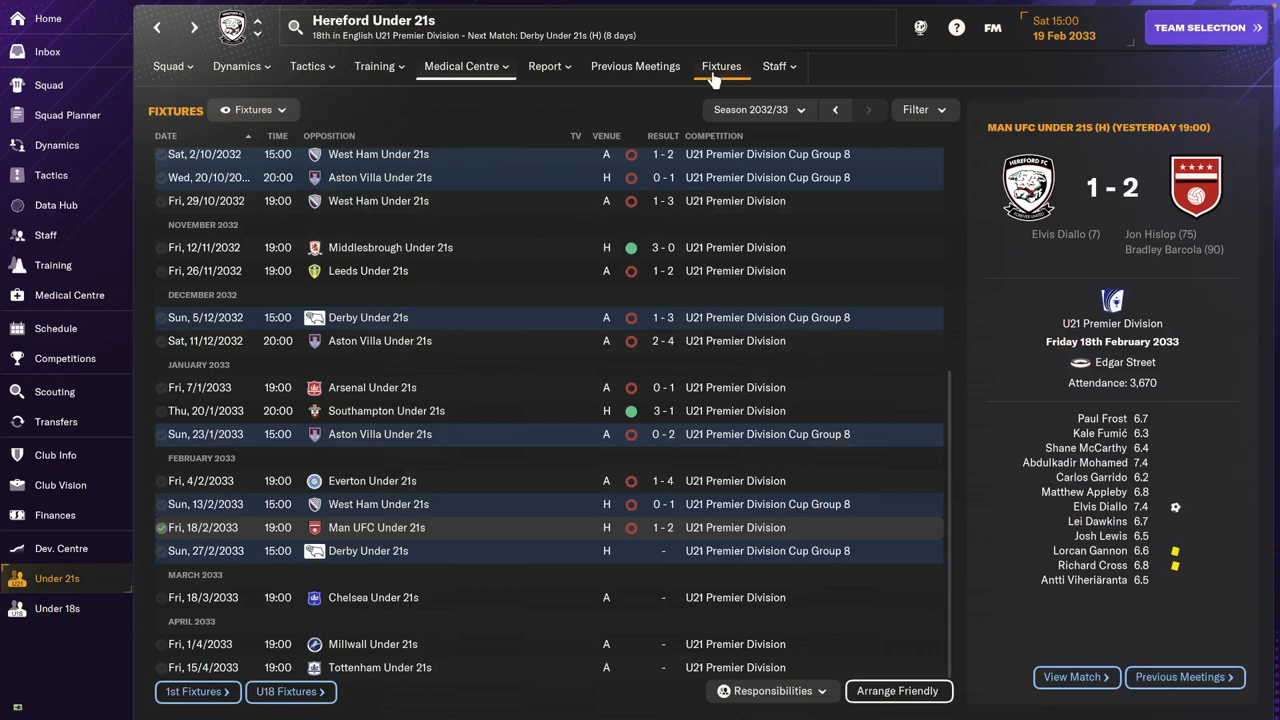 Home
Inbox
Squad
Squad Planner
Dynamics
Tactics
Data Hub
Staff
Training
Medical Centre
Schedule
Competitions
Scouting
Transfers
Club Info
Club Vision
Finances
Dev. Centre
Under 21s
Under 18s
Hereford Under 21s
18th in English U21 Premier Division - Next Match: Derby Under 21s (H) (8 days)
FM
Sat 15:00
19 Feb 2033
TEAM SELECTION
Squad
Dynamics
Tactics
Training
Medical Centre
Report
Previous Meetings
Fixtures
Staff
FIXTURES
Fixtures
Season 2032/33
Filter
DATE TIME OPPOSITION TV VENUE RESULT COMPETITION
Sat, 2/10/2032 15:00 West Ham Under 21s A 1 - 2 U21 Premier Division Cup Group 8
Wed, 20/10/20... 20:00 Aston Villa Under 21s H 0 - 1 U21 Premier Division Cup Group 8
Fri, 29/10/2032 19:00 West Ham Under 21s A 1 - 3 U21 Premier Division
NOVEMBER 2032
Fri, 12/11/2032 19:00 Middlesbrough Under 21s H 3 - 0 U21 Premier Division
Fri, 26/11/2032 19:00 Leeds Under 21s A 1 - 2 U21 Premier Division
DECEMBER 2032
Sun, 5/12/2032 15:00 Derby Under 21s A 1 - 3 U21 Premier Division Cup Group 8
Sat, 11/12/2032 20:00 Aston Villa Under 21s A 2 - 4 U21 Premier Division
JANUARY 2033
Fri, 7/1/2033 19:00 Arsenal Under 21s A 0 - 1 U21 Premier Division
Thu, 20/1/2033 20:00 Southampton Under 21s H 3 - 1 U21 Premier Division
Sun, 23/1/2033 15:00 Aston Villa Under 21s A 0 - 2 U21 Premier Division Cup Group 8
FEBRUARY 2033
Fri, 4/2/2033 19:00 Everton Under 21s A 1 - 4 U21 Premier Division
Sun, 13/2/2033 15:00 West Ham Under 21s H 0 - 1 U21 Premier Division Cup Group 8
Fri, 18/2/2033 19:00 Man UFC Under 21s H 1 - 2 U21 Premier Division
Sun, 27/2/2033 15:00 Derby Under 21s H - U21 Premier Division Cup Group 8
MARCH 2033
Fri, 18/3/2033 19:00 Chelsea Under 21s A - U21 Premier Division
APRIL 2033
Fri, 1/4/2033 19:00 Millwall Under 21s A - U21 Premier Division
Fri, 15/4/2033 19:00 Tottenham Under 21s A - U21 Premier Division
1st Fixtures >
U18 Fixtures >
Responsibilities
Arrange Friendly
MAN UFC UNDER 21S (H) (YESTERDAY 19:00)
HEREFORD FC
FOREVER UNITED
1 - 2
Elvis Diallo (7)
Jon Hislop (75)
Bradley Barcola (90)
U21 Premier Division
Friday 18th February 2033
Edgar Street
Attendance: 3,670
Paul Frost 6.7
Kale Fumić 6.3
Shane McCarthy 6.4
Abdulkadir Mohamed 7.4
Carlos Garrido 6.2
Matthew Appleby 6.8
Elvis Diallo 7.4
Lei Dawkins 6.7
Josh Lewis 6.5
Lorcan Gannon 6.6
Richard Cross 6.8
Antti Viheriäranta 6.5
View Match >
Previous Meetings >